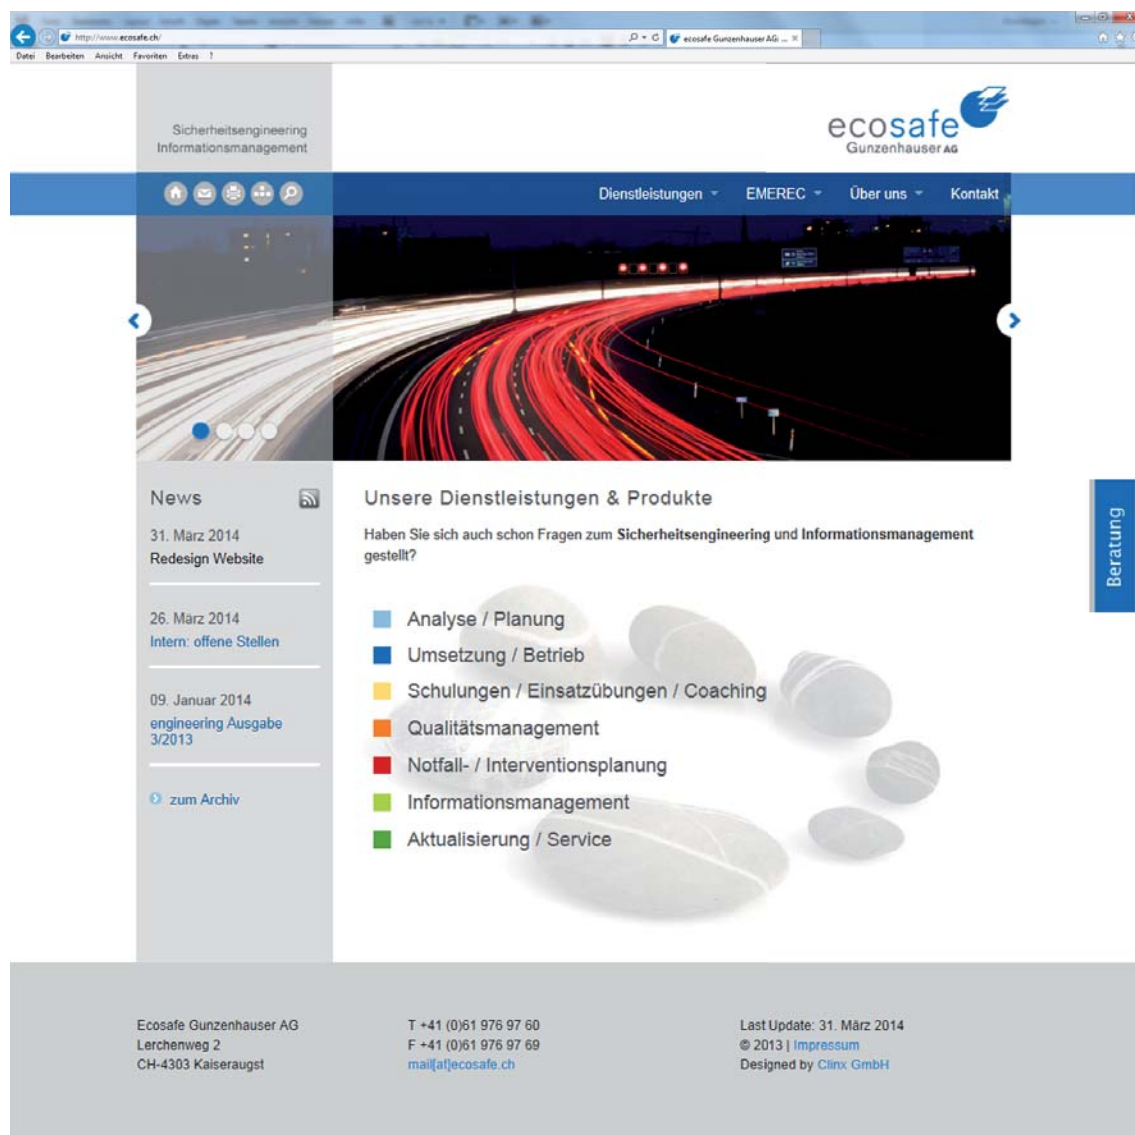 http://www.ecosafe.ch/
ecosafe Gunzenhauser AG: ...
Datei Bearbeiten Ansicht Favoriten Extras ?
Sicherheitsengineering
Informationsmanagement
ecosafe
Gunzenhauser AG
Dienstleistungen EMEREC Über uns Kontakt
News
31. März 2014
Redesign Website
26. März 2014
Intern: offene Stellen
09. Januar 2014
engineering Ausgabe
3/2013
zum Archiv
Unsere Dienstleistungen & Produkte
Haben Sie sich auch schon Fragen zum Sicherheitsengineering und Informationsmanagement
gestellt?
Analyse / Planung
Umsetzung / Betrieb
Schulungen / Einsatzübungen / Coaching
Qualitätsmanagement
Notfall- / Interventionsplanung
Informationsmanagement
Aktualisierung / Service
Beratung
Ecosafe Gunzenhauser AG
Lerchenweg 2
CH-4303 Kaiseraugst
T +41 (0)61 976 97 60
F +41 (0)61 976 97 69
mail[at]ecosafe.ch
Last Update: 31. März 2014
© 2013 | Impressum
Designed by Clinx GmbH